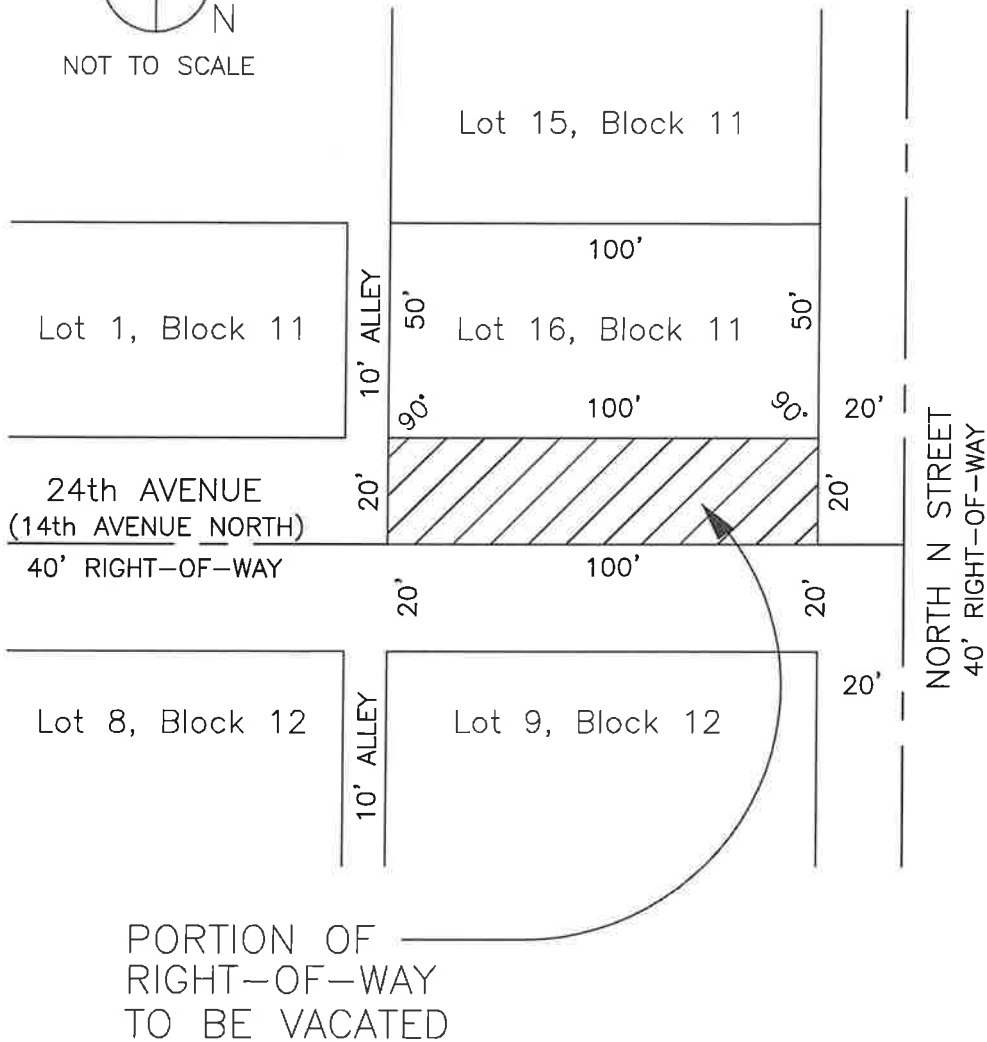 N
NOT TO SCALE
Lot 15, Block 11
100'
Lot 1, Block 11
10' ALLEY
50'
Lot 16, Block 11
50'
90°
100'
90°
20'
24th AVENUE
(14th AVENUE NORTH)
40' RIGHT-OF-WAY
20'
20'
100'
20'
20'
NORTH N STREET
40' RIGHT-OF-WAY
20'
Lot 8, Block 12
10' ALLEY
Lot 9, Block 12
PORTION OF
RIGHT-OF-WAY
TO BE VACATED